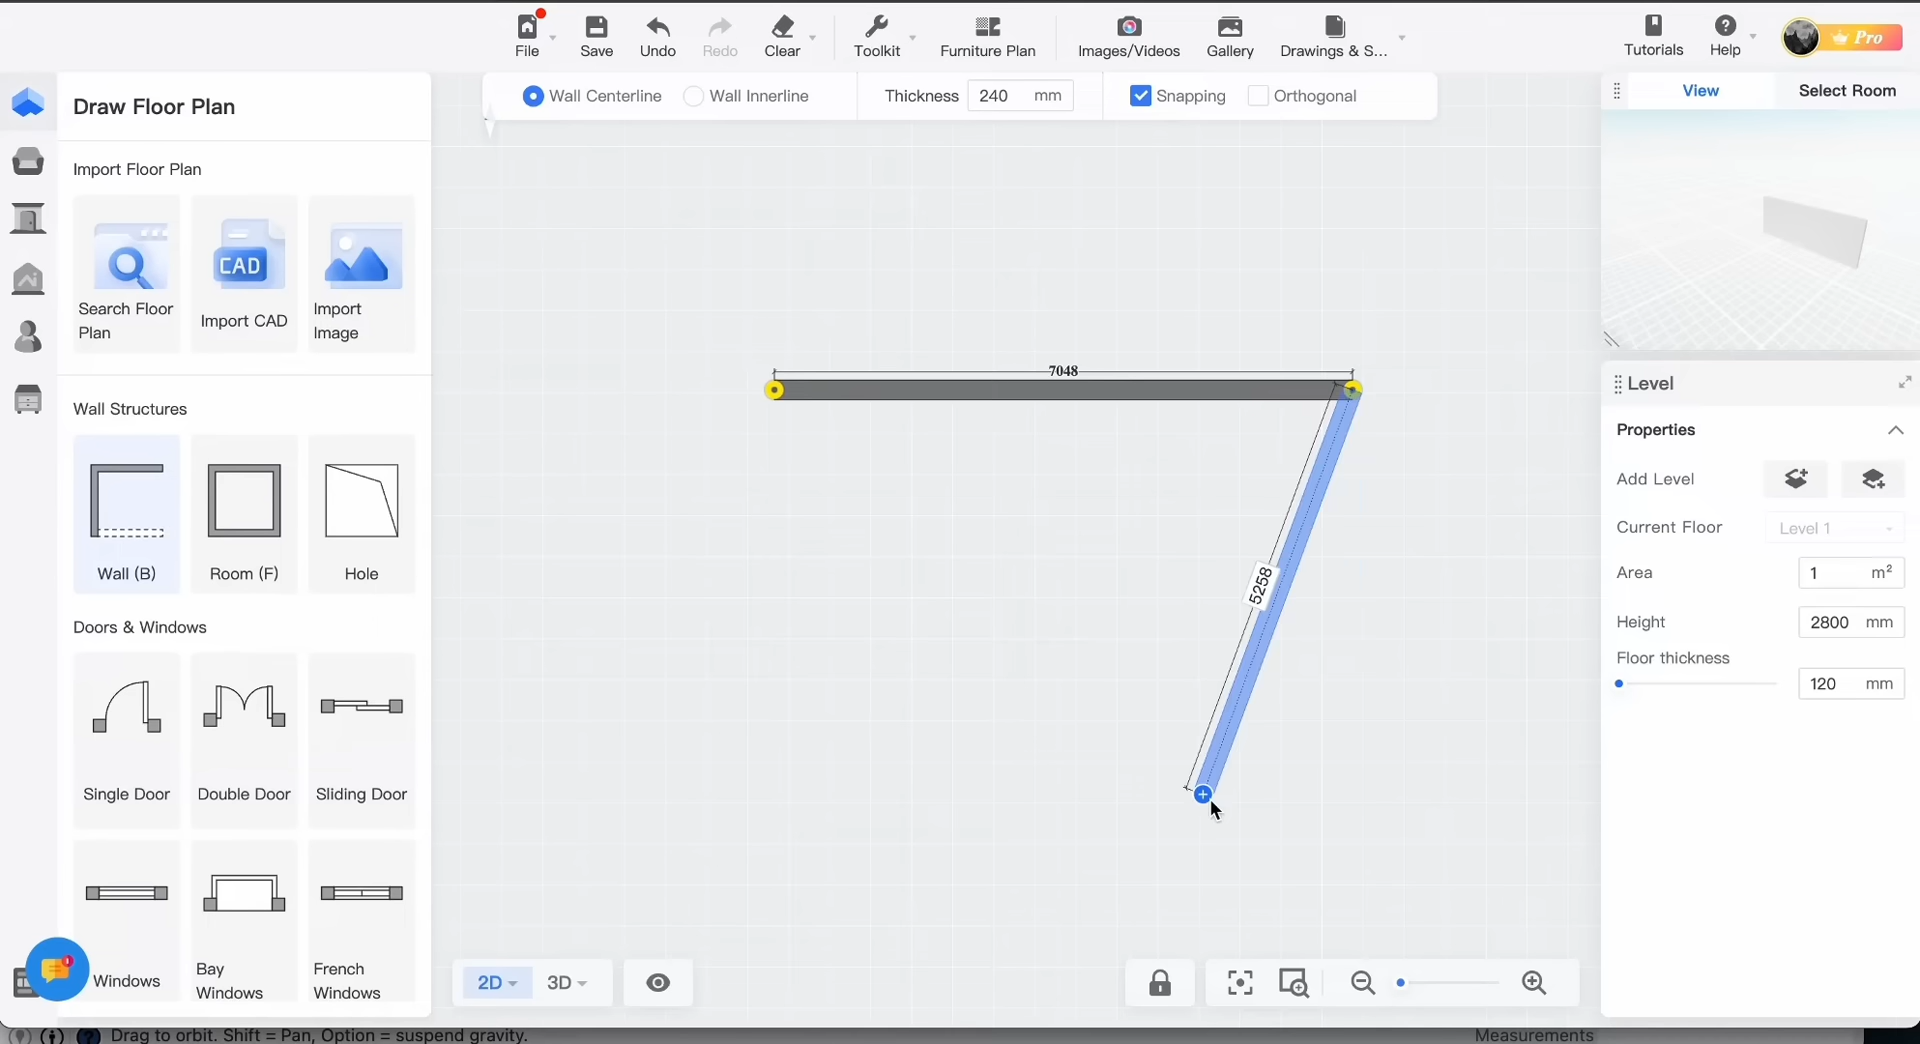 File
Save
Undo
Redo
Clear
Toolkit
Furniture Plan
Images/Videos
Gallery
Drawings & S...
Tutorials
Help
Pro
Draw Floor Plan
Wall Centerline
Wall Innerline
Thickness
240 mm
Snapping
Orthogonal
View
Select Room
Import Floor Plan
Search Floor
Plan
CAD
Import CAD
Import
Image
Wall Structures
Wall (B)
Room (F)
Hole
Doors & Windows
Single Door
Double Door
Sliding Door
Windows
Bay
Windows
French
Windows
7048
5258
Level
Properties
Add Level
Current Floor
Level 1
Area
1 m²
Height
2800 mm
Floor thickness
120 mm
2D
3D
Drag to orbit. Shift = Pan, Option = suspend gravity.
Measurements